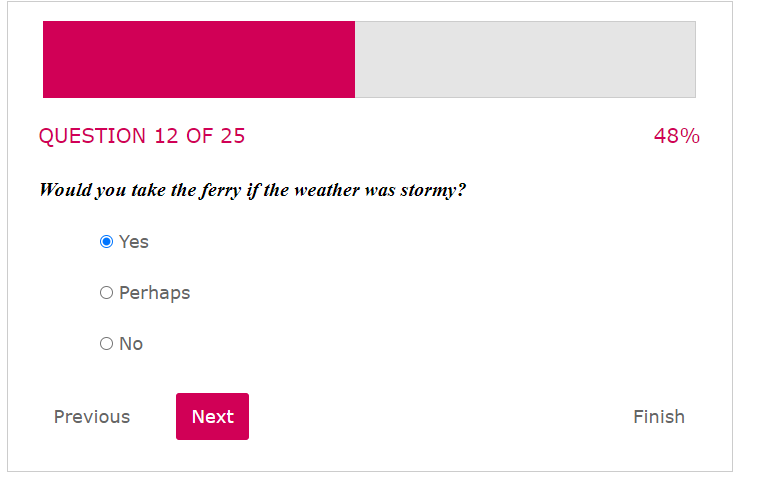 QUESTION 12 OF 25 48%
Would you take the ferry if the weather was stormy?
Yes
Perhaps
No
Previous Next Finish